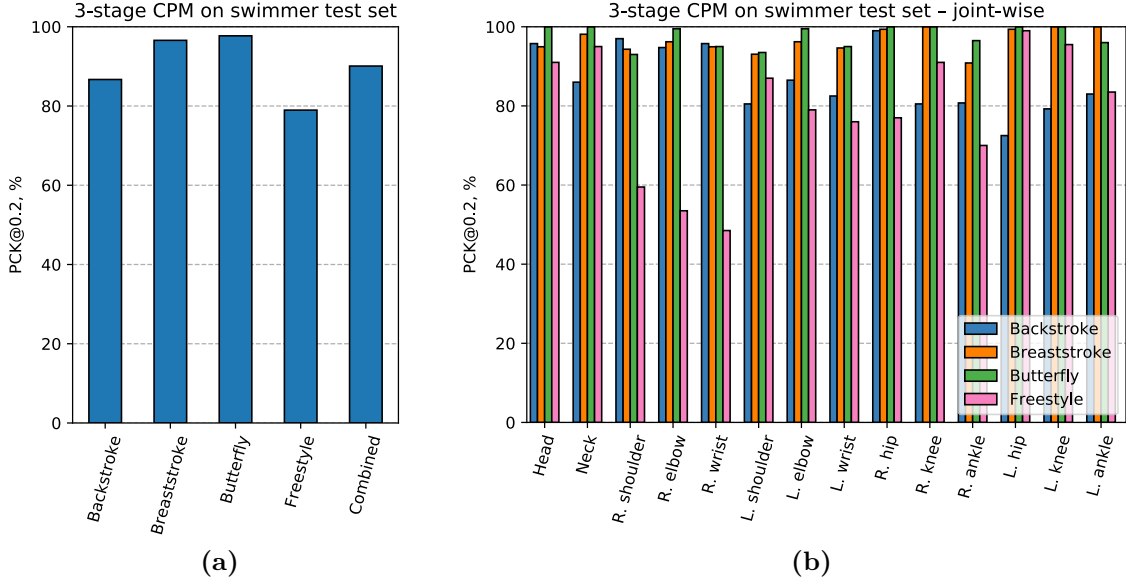 3-stage CPM on swimmer test set
PCK@0.2, %
100
80
60
40
20
0
Backstroke
Breaststroke
Butterfly
Freestyle
Combined
(a)
3-stage CPM on swimmer test set – joint-wise
PCK@0.2, %
100
80
60
40
20
0
Backstroke
Breaststroke
Butterfly
Freestyle
Head
Neck
R. shoulder
R. elbow
R. wrist
L. shoulder
L. elbow
L. wrist
R. hip
R. knee
R. ankle
L. hip
L. knee
L. ankle
(b)